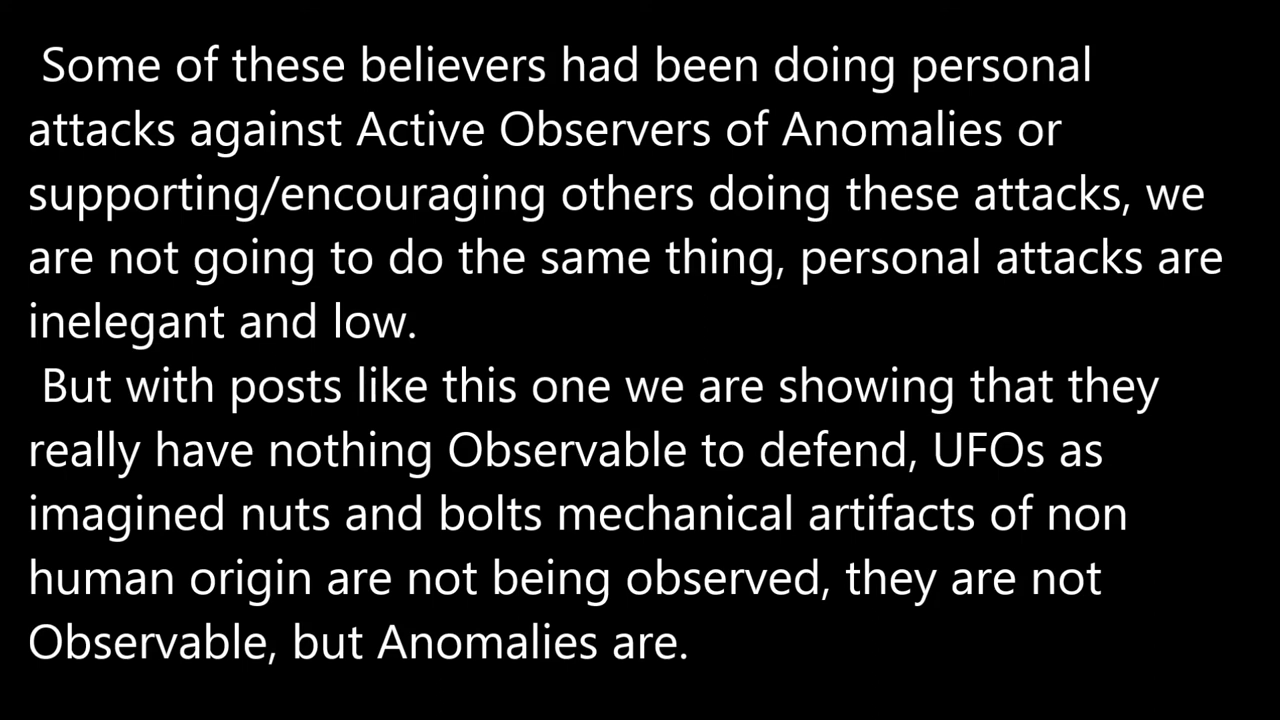 Some of these believers had been doing personal
attacks against Active Observers of Anomalies or
supporting/encouraging others doing these attacks, we
are not going to do the same thing, personal attacks are
inelegant and low.
But with posts like this one we are showing that they
really have nothing Observable to defend, UFOs as
imagined nuts and bolts mechanical artifacts of non
human origin are not being observed, they are not
Observable, but Anomalies are.